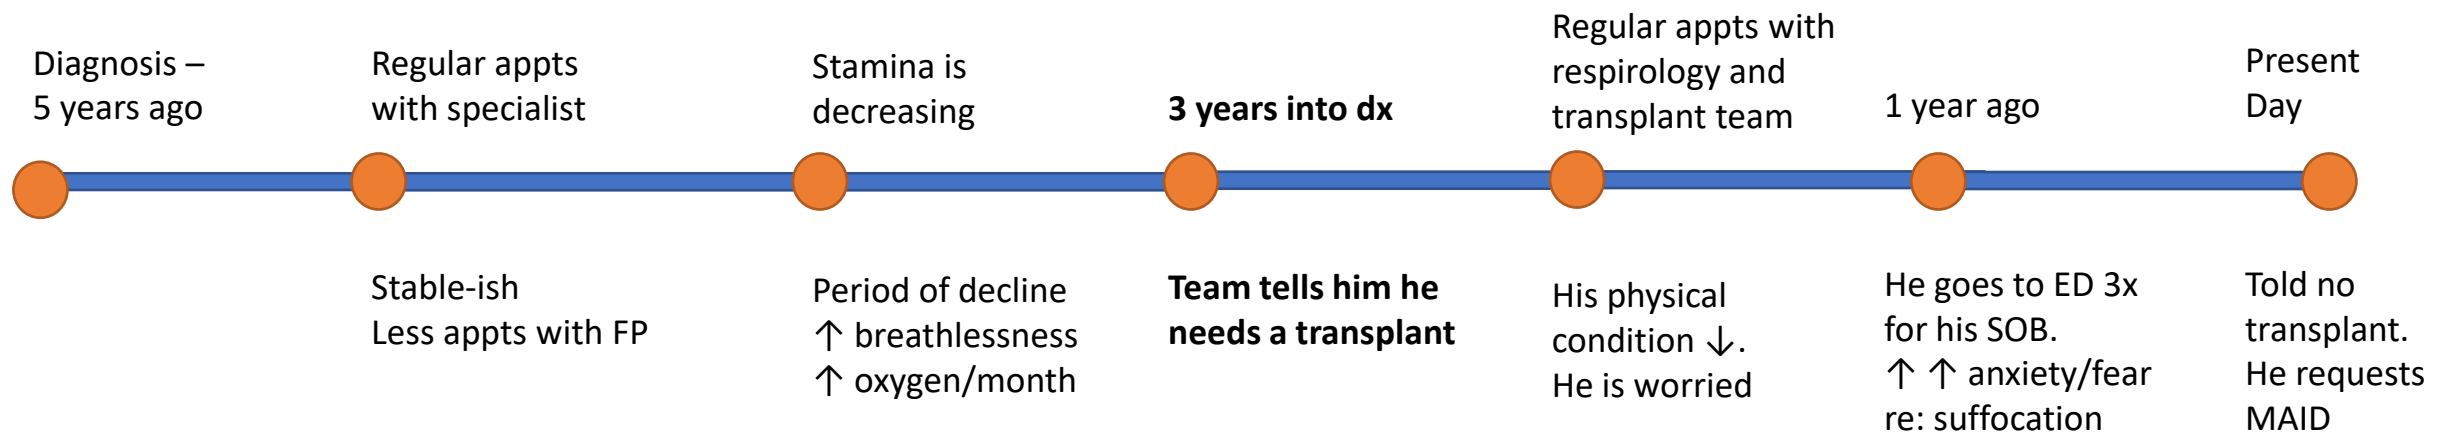 Diagnosis –
5 years ago
Regular appts
with specialist
Stamina is
decreasing
3 years into dx
Regular appts with
respirology and
transplant team
1 year ago
Present
Day
Stable-ish
Less appts with FP
Period of decline
↑ breathlessness
↑ oxygen/month
Team tells him he
needs a transplant
His physical
condition ↓.
He is worried
He goes to ED 3x
for his SOB.
↑ ↑ anxiety/fear
re: suffocation
Told no
transplant.
He requests
MAID